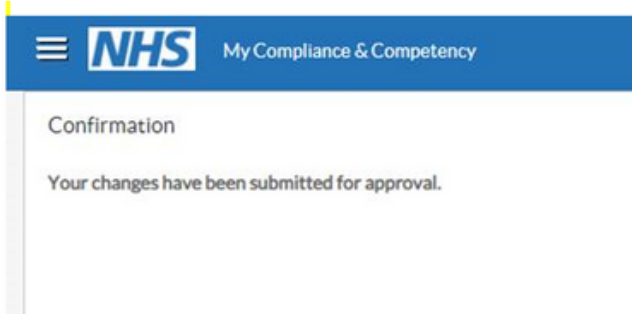 NHS My Compliance & Competency
Confirmation
Your changes have been submitted for approval.